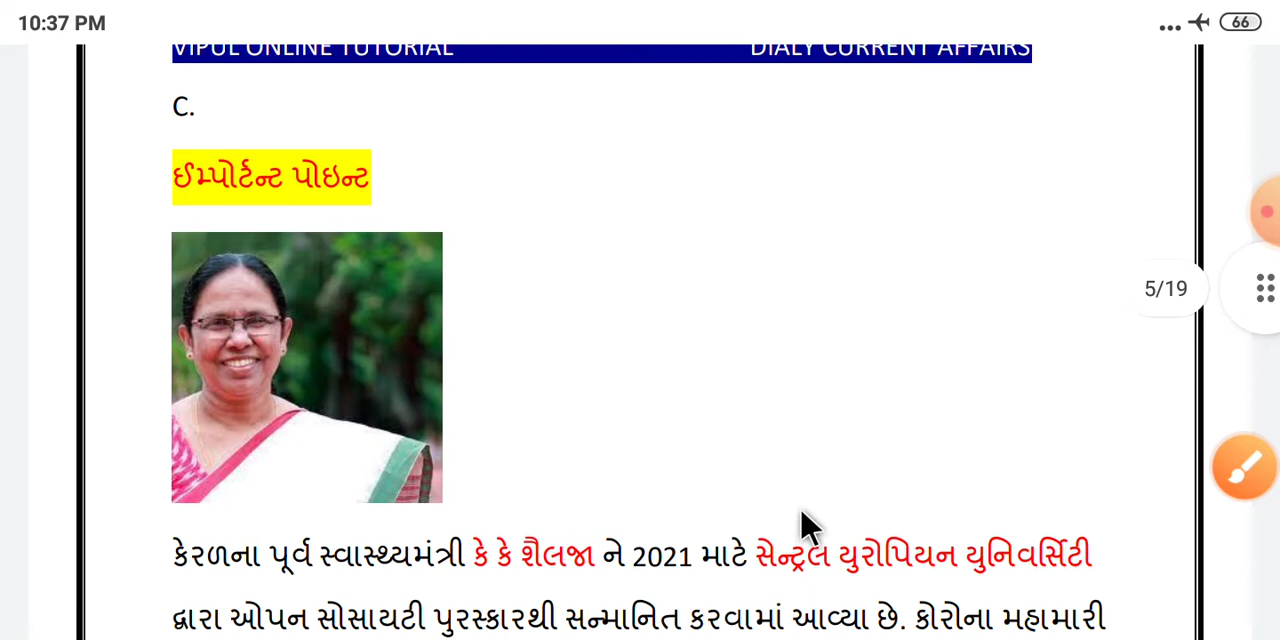 10:37 PM
66
VIPUL ONLINE TUTORIAL DIALY CURRENT AFFAIRS
C.
ઈમ્પોર્ટન્ટ પોઇન્ટ
5/19
કેરળના પૂર્વ સ્વાસ્થ્યમંત્રી કે કે શૈલજા ને 2021 માટે સેન્ટ્રલ યુરોપિયન યુનિવર્સિટી
દ્વારા ઓપન સોસાયટી પુરસ્કારથી સન્માનિત કરવામાં આવ્યા છે. કોરોના મહામારી